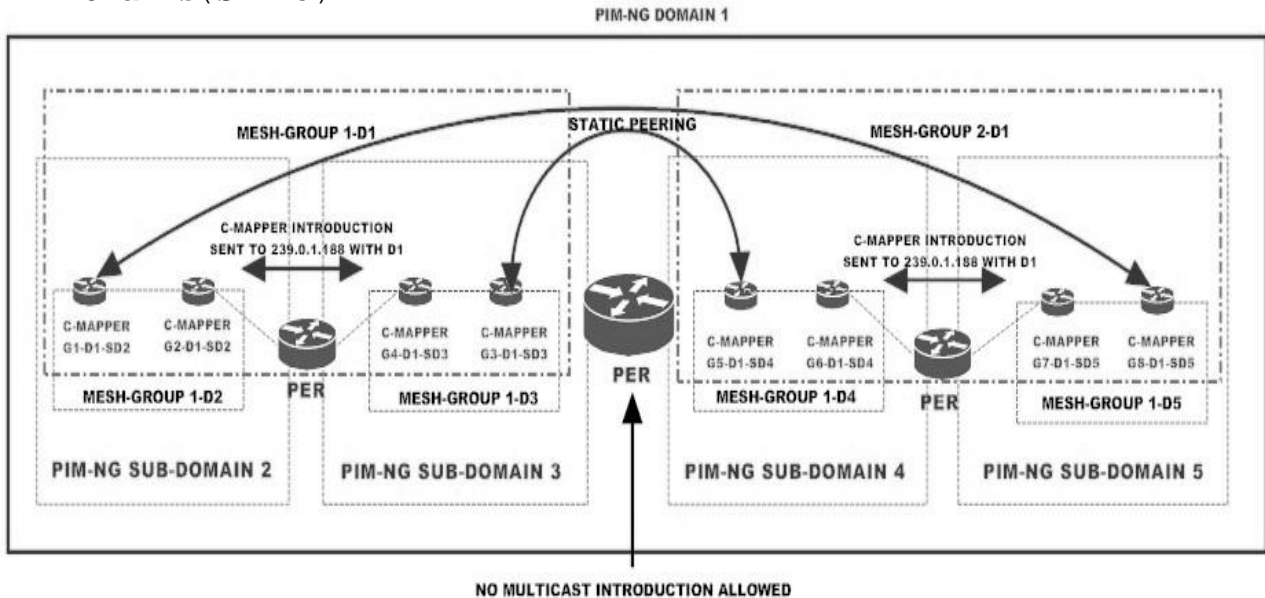 PIM-NG DOMAIN 1
MESH-GROUP 1-D1
STATIC PEERING
MESH-GROUP 2-D1
C-MAPPER INTRODUCTION
SENT TO 239.0.1.188 WITH D1
C-MAPPER INTRODUCTION
SENT TO 239.0.1.188 WITH D1
C-MAPPER
G1-D1-SD2
C-MAPPER
G2-D1-SD2
C-MAPPER
G4-D1-SD3
C-MAPPER
G3-D1-SD3
C-MAPPER
G5-D1-SD4
C-MAPPER
G6-D1-SD4
C-MAPPER
G7-D1-SD5
C-MAPPER
G8-D1-SD5
PER
PER
PER
MESH-GROUP 1-D2
MESH-GROUP 1-D3
MESH-GROUP 1-D4
MESH-GROUP 1-D5
PIM-NG SUB-DOMAIN 2
PIM-NG SUB-DOMAIN 3
PIM-NG SUB-DOMAIN 4
PIM-NG SUB-DOMAIN 5
NO MULTICAST INTRODUCTION ALLOWED